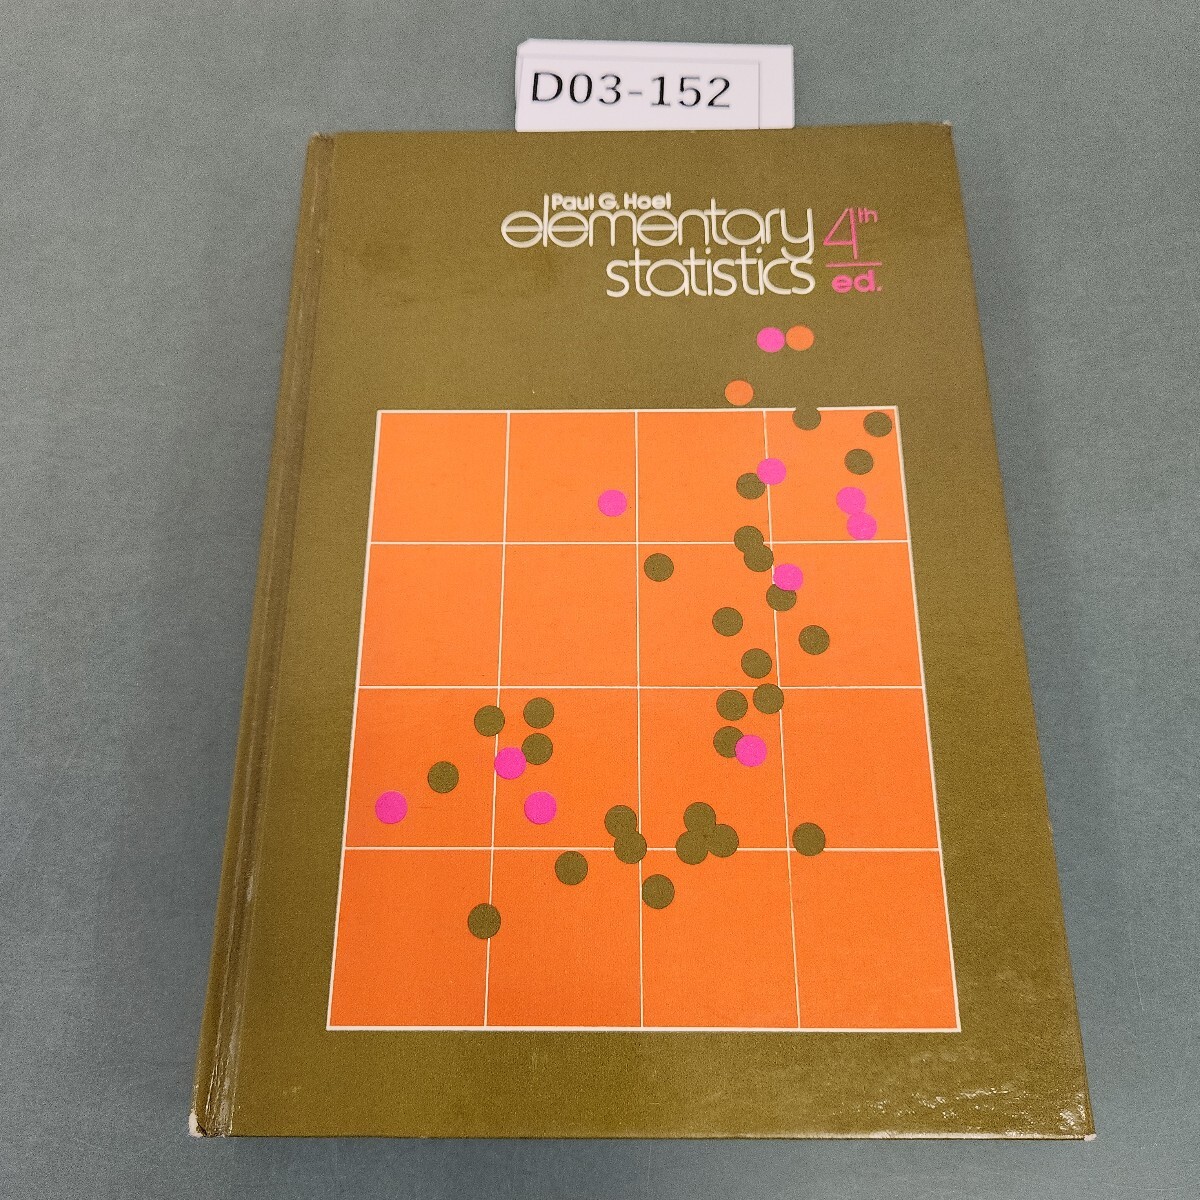 D03-152
Paul G. Hoel
elementary
statistics
4th
ed.